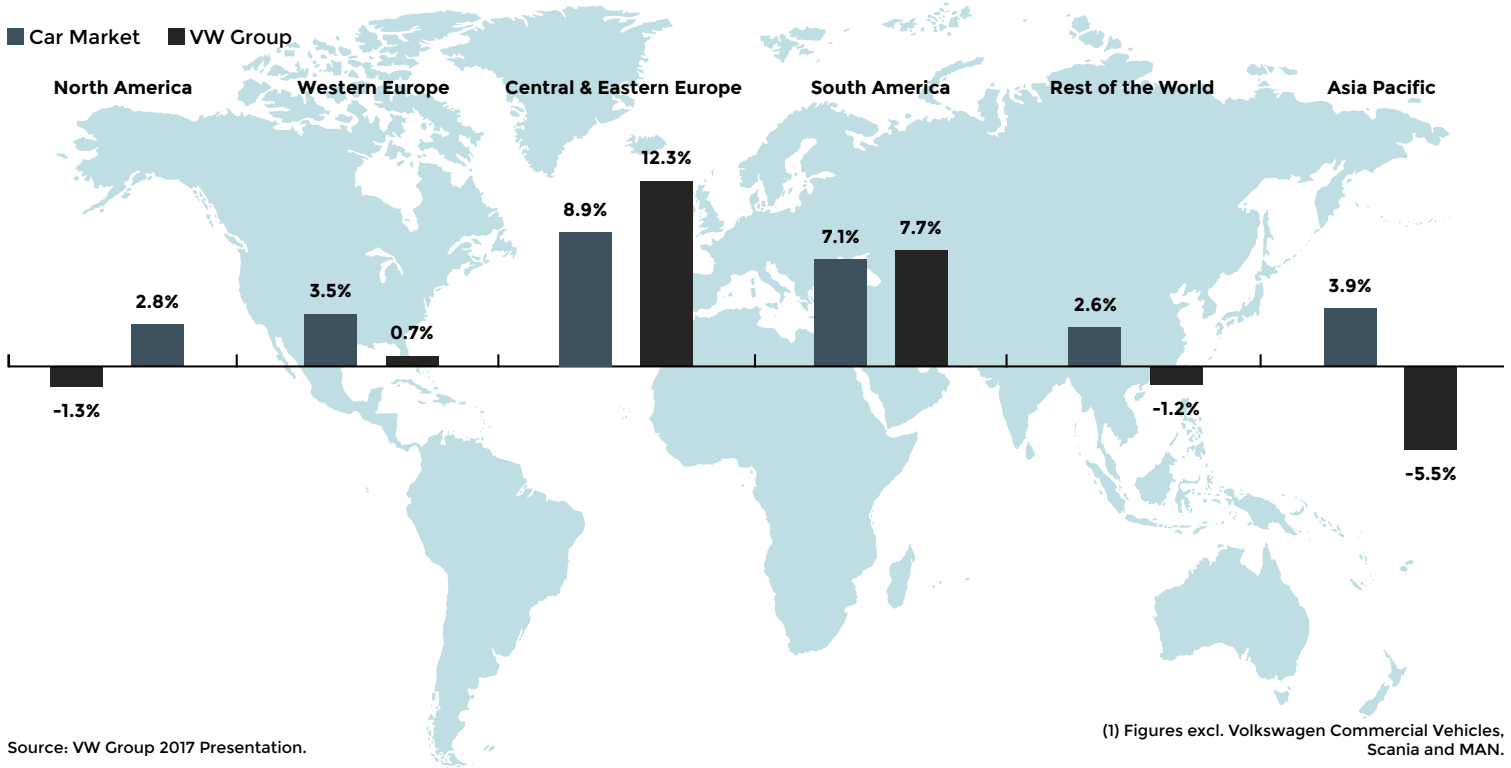 Car Market
VW Group
North America
Western Europe
Central & Eastern Europe
South America
Rest of the World
Asia Pacific
-1.3%
2.8%
3.5%
0.7%
8.9%
12.3%
7.1%
7.7%
2.6%
-1.2%
3.9%
-5.5%
Source: VW Group 2017 Presentation.
(1) Figures excl. Volkswagen Commercial Vehicles,
Scania and MAN.